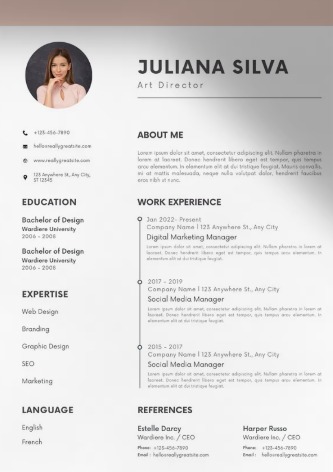 JULIANA SILVA
Art Director
+123-456-7890
hello@reallygreatsite.com
www.reallygreatsite.com
123 Anywhere St., Any City,
ST 12345
ABOUT ME
Lorem ipsum dolor sit amet, consectetur adipiscing elit. Nullam pharetra in
lorem at laoreet. Donec hendrerit libero eget est tempor, quis tempus arcu
elementum. In elementum elit at dui tristique feugiat. Mauris convallis,
mi at mattis malesuada, neque nulla volutpat dolor, hendrerit faucibus
eros nibh ut nunc.
EDUCATION
Bachelor of Design
Wardiere University
2006 - 2008
Bachelor of Design
Wardiere University
2006 - 2008
EXPERTISE
Web Design
Branding
Graphic Design
SEO
Marketing
LANGUAGE
English
French
WORK EXPERIENCE
Jan 2022- Present
Company Name | 123 Anywhere St., Any City
Digital Marketing Manager
lorem ipsum dolor sit amet, consectetur adipiscing elit. Nullam pharetra in lorem at
laoreet. Donec hendrerit libero eget est tempor, quis tempus arcu elementum. In
elementum elit at dui tristique feugiat.
2017 - 2019
Company Name | 123 Anywhere St., Any City
Social Media Manager
lorem ipsum dolor sit amet, consectetur adipiscing elit. Nullam pharetra in lorem at
laoreet. Donec hendrerit libero eget est tempor, quis tempus arcu elementum. In
elementum elit at dui tristique feugiat.
2015 - 2017
Company Name | 123 Anywhere St., Any City
Social Media Manager
lorem ipsum dolor sit amet, consectetur adipiscing elit. Nullam pharetra in lorem at
laoreet. Donec hendrerit libero eget est tempor, quis tempus arcu elementum. In
elementum elit at dui tristique feugiat.
REFERENCES
Estelle Darcy
Wardiere Inc. / CEO
Phone: 123-456-7890
Email : hello@reallygreatsite.com
Harper Russo
Wardiere Inc. / CEO
Phone: 123-456-7890
Email : hello@reallygreatsite.com